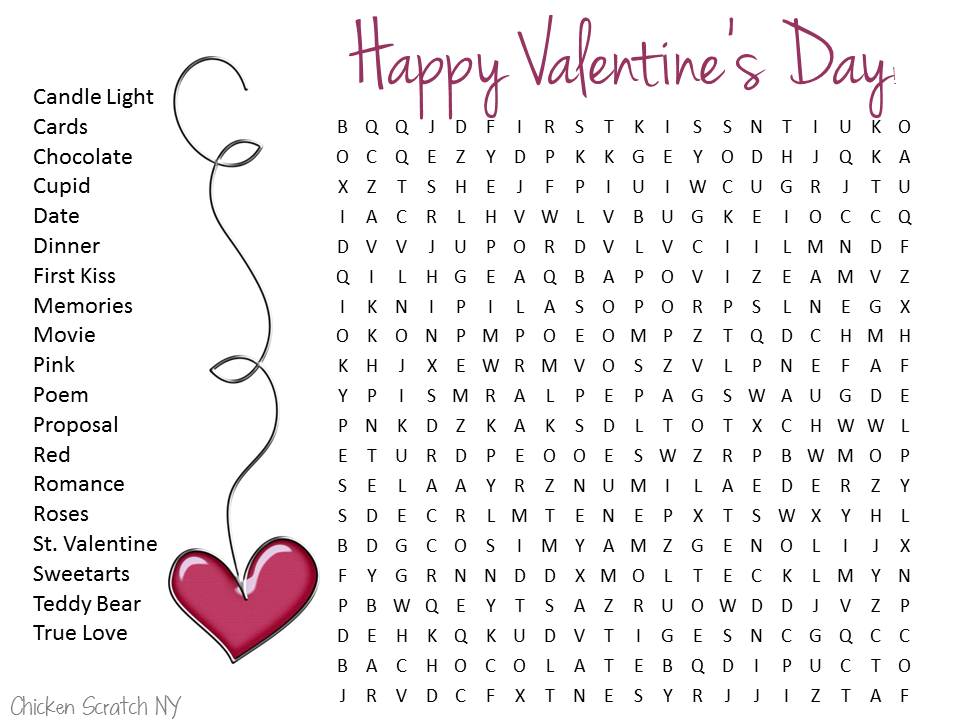 Happy Valentine's Day!
Candle Light
Cards
Chocolate
Cupid
Date
Dinner
First Kiss
Memories
Movie
Pink
Poem
Proposal
Red
Romance
Roses
St. Valentine
Sweetarts
Teddy Bear
True Love
B Q Q J D F I R S T K I S S N T I U K O
O C Q E Z Y D P K K G E Y O D H J Q K A
X Z T S H E J F P I U I W C U G R J T U
I A C R L H V W L V B U G K E I O C C Q
D V V J U P O R D V L V C I I L M N D F
Q I L H G E A Q B A P O V I Z E A M V Z
I K N I P I L A S O P O R P S L N E G X
O K O N P M P O E O M P Z T Q D C H M H
K H J X E W R M V O S Z V L P N E F A F
Y P I S M R A L P E P A G S W A U G D E
P N K D Z K A K S D L T O T X C H W W L
E T U R D P E O O E S W Z R P B W M O P
S E L A A Y R Z N U M I L A E D E R Z Y
S D E C R L M T E N E P X T S W X Y H L
B D G C O S I M Y A M Z G E N O L I J X
F Y G R N N D D X M O L T E C K L M Y N
P B W Q E Y T S A Z R U O W D D J V Z P
D E H K Q K U D V T I G E S N C G Q C C
B A C H O C O L A T E B Q D I P U C T O
J R V D C F X T N E S Y R J J I Z T A F
Chicken Scratch NY